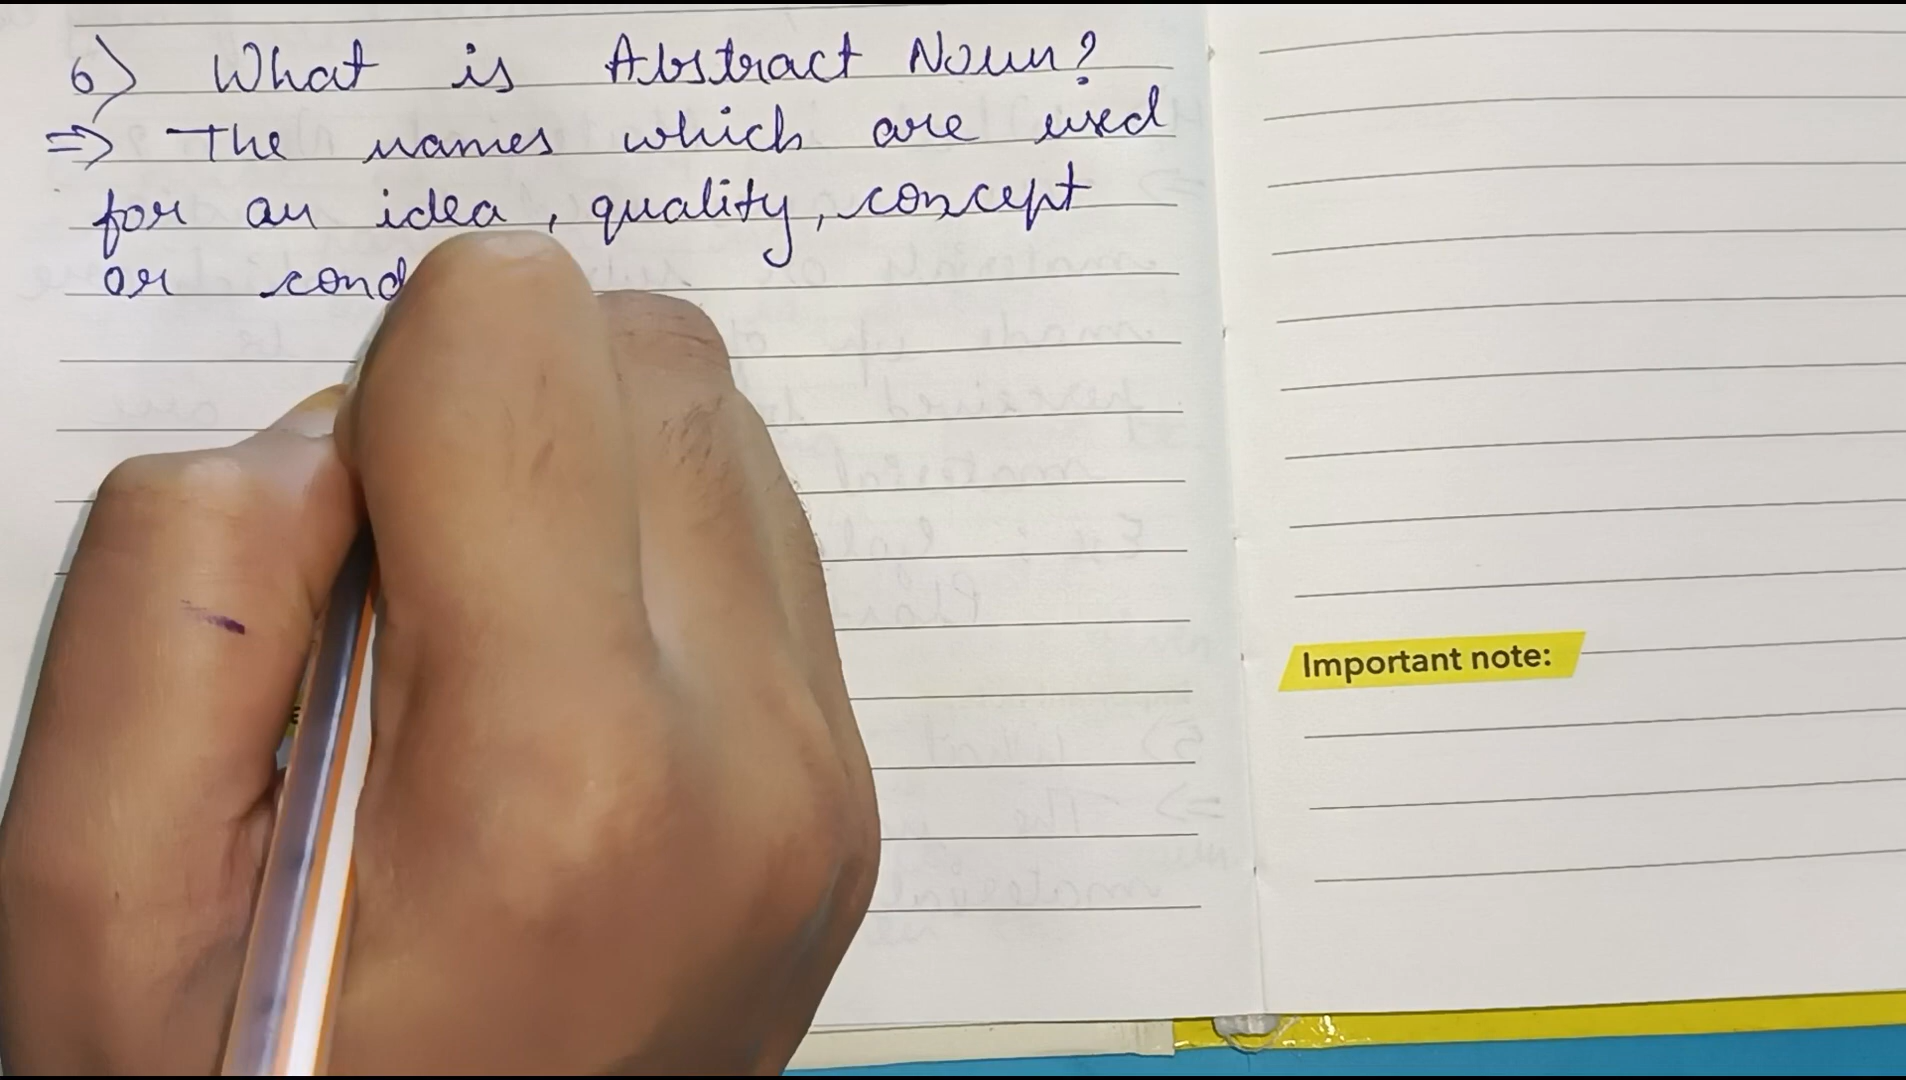 6) What is Abstract Noun?
⇒ The names which are used
for an idea, quality, concept
or cond
Important note: